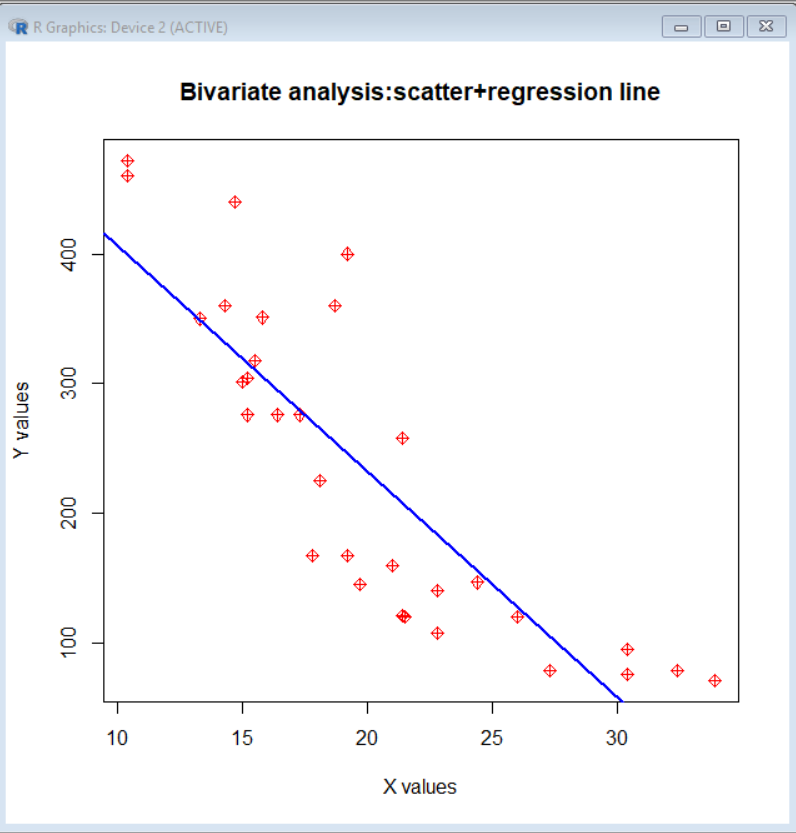 R Graphics: Device 2 (ACTIVE)
Bivariate analysis:scatter+regression line
Y values
400
300
200
100
10 15 20 25 30
X values